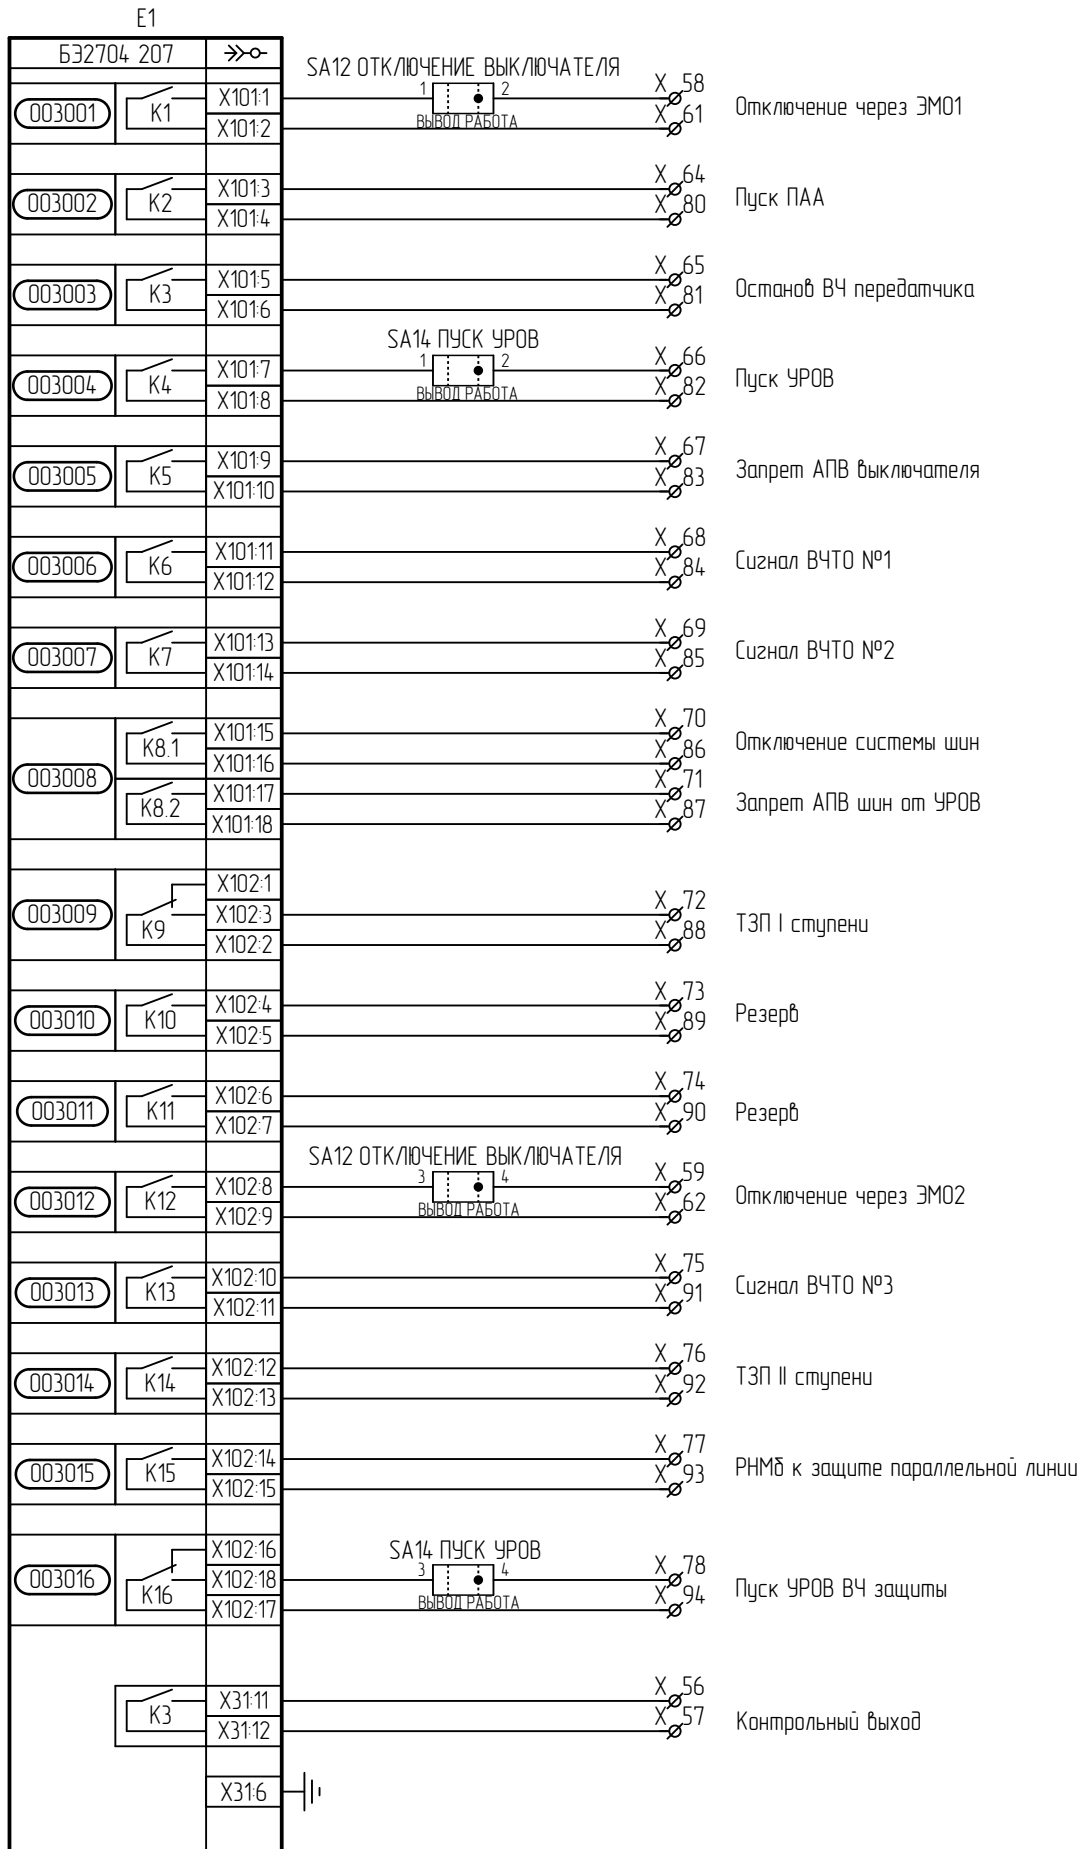 E1
БЭ2704 207
SA12 ОТКЛЮЧЕНИЕ ВЫКЛЮЧАТЕЛЯ
003001 K1 X101:1 1 2 X 58
X101:2 ВЫВОД РАБОТА X 61
Отключение через ЭМО1
003002 K2 X101:3 X 64
X101:4 X 80
Пуск ПАА
003003 K3 X101:5 X 65
X101:6 X 81
Останов ВЧ передатчика
SA14 ПУСК УРОВ
003004 K4 X101:7 1 2 X 66
X101:8 ВЫВОД РАБОТА X 82
Пуск УРОВ
003005 K5 X101:9 X 67
X101:10 X 83
Запрет АПВ выключателя
003006 K6 X101:11 X 68
X101:12 X 84
Сигнал ВЧТО №1
003007 K7 X101:13 X 69
X101:14 X 85
Сигнал ВЧТО №2
003008 K8.1 X101:15 X 70
X101:16 X 86
Отключение системы шин
K8.2 X101:17 X 71
X101:18 X 87
Запрет АПВ шин от УРОВ
003009 K9 X102:1
X102:3 X 72
X102:2 X 88
ТЗП I ступени
003010 K10 X102:4 X 73
X102:5 X 89
Резерв
003011 K11 X102:6 X 74
X102:7 X 90
Резерв
SA12 ОТКЛЮЧЕНИЕ ВЫКЛЮЧАТЕЛЯ
003012 K12 X102:8 3 4 X 59
X102:9 ВЫВОД РАБОТА X 62
Отключение через ЭМО2
003013 K13 X102:10 X 75
X102:11 X 91
Сигнал ВЧТО №3
003014 K14 X102:12 X 76
X102:13 X 92
ТЗП II ступени
003015 K15 X102:14 X 77
X102:15 X 93
РНМб к защите параллельной линии
SA14 ПУСК УРОВ
003016 K16 X102:16
X102:18 3 4 X 78
X102:17 ВЫВОД РАБОТА X 94
Пуск УРОВ ВЧ защиты
K3 X31:11 X 56
X31:12 X 57
Контрольный выход
X31:6